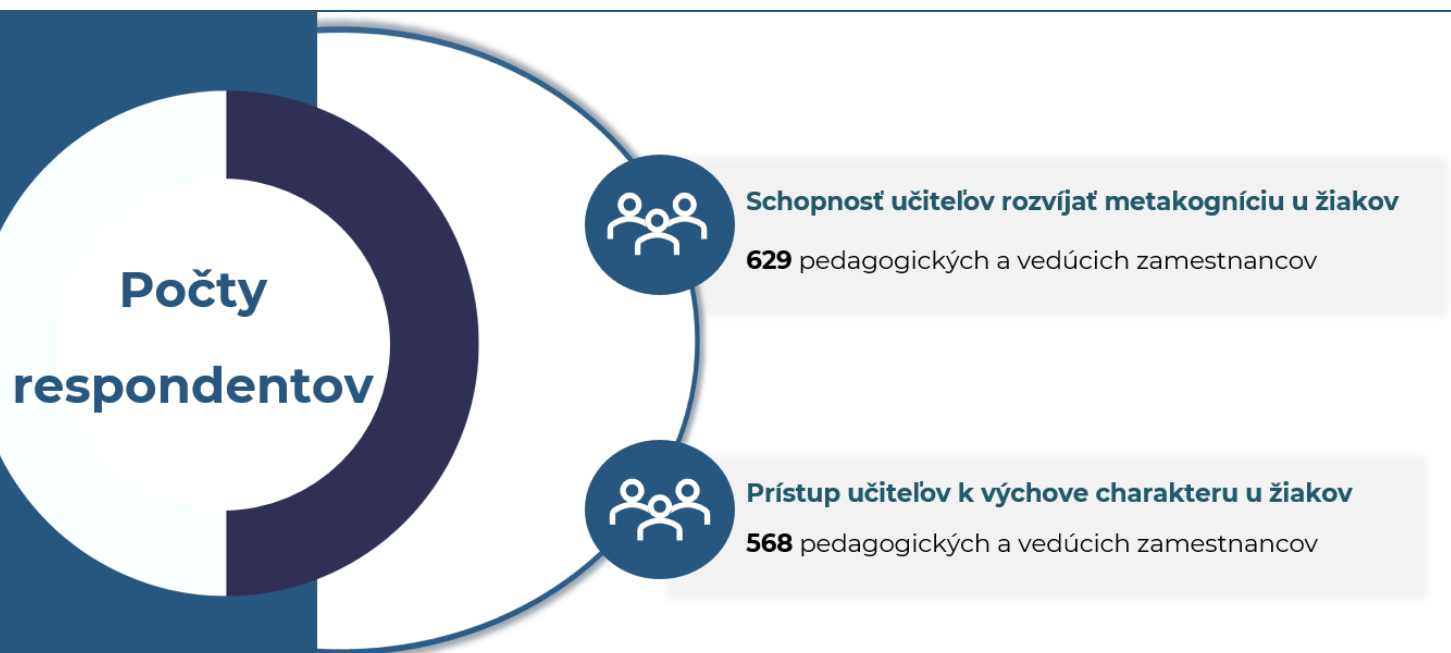 Počty
respondentov
Schopnosť učiteľov rozvíjať metakogníciu u žiakov
629 pedagogických a vedúcich zamestnancov
Prístup učiteľov k výchove charakteru u žiakov
568 pedagogických a vedúcich zamestnancov